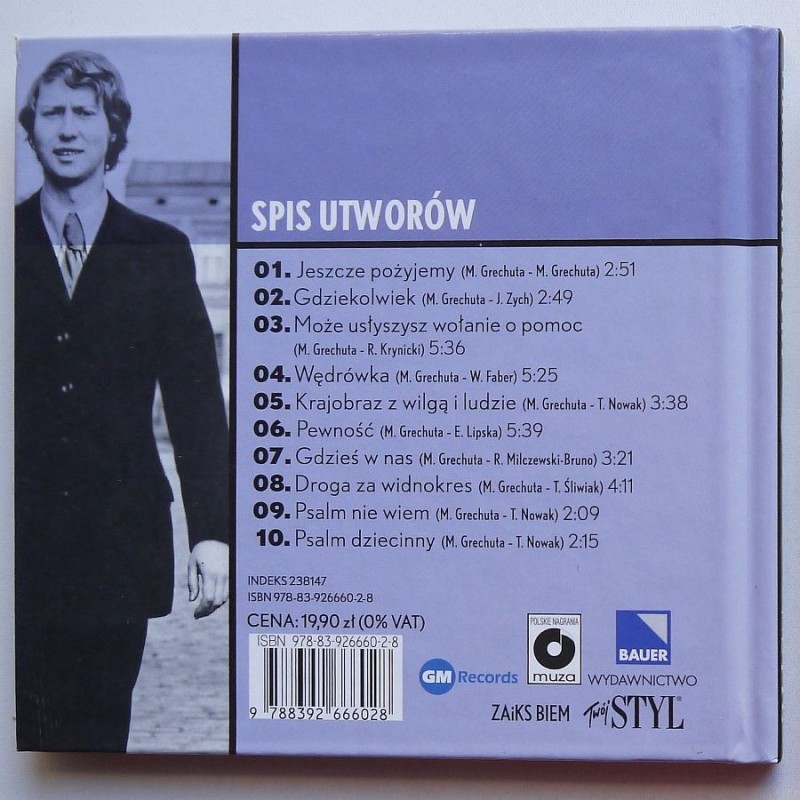 SPIS UTWORÓW
01. Jeszcze pożyjemy (M. Grechuta - M. Grechuta) 2:51
02. Gdziekolwiek (M. Grechuta - J. Zych) 2:49
03. Może usłyszysz wołanie o pomoc
(M. Grechuta - R. Krynicki) 5:36
04. Wędrówka (M. Grechuta - W. Faber) 5:25
05. Krajobraz z wilgą i ludzie (M. Grechuta - T. Nowak) 3:38
06. Pewność (M. Grechuta - E. Lipska) 5:39
07. Gdzieś w nas (M. Grechuta - R. Milczewski-Bruno) 3:21
08. Droga za widnokres (M. Grechuta - T. Śliwiak) 4:11
09. Psalm nie wiem (M. Grechuta - T. Nowak) 2:09
10. Psalm dziecinny (M. Grechuta - T. Nowak) 2:15
INDEKS 238147
ISBN 978-83-926660-2-8
CENA: 19,90 zł (0% VAT)
ISBN 978-83-926660-2-8
9 788392 666028
GM Records
POLSKIE NAGRANIA
muza
BAUER
WYDAWNICTWO
ZAiKS BIEM
Twój STYL